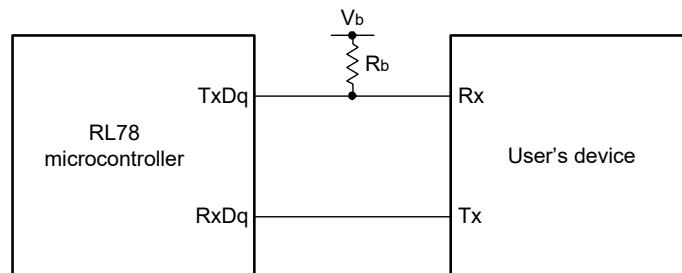 Vb
Rb
TxDq
Rx
RL78
microcontroller
User's device
RxDq
Tx